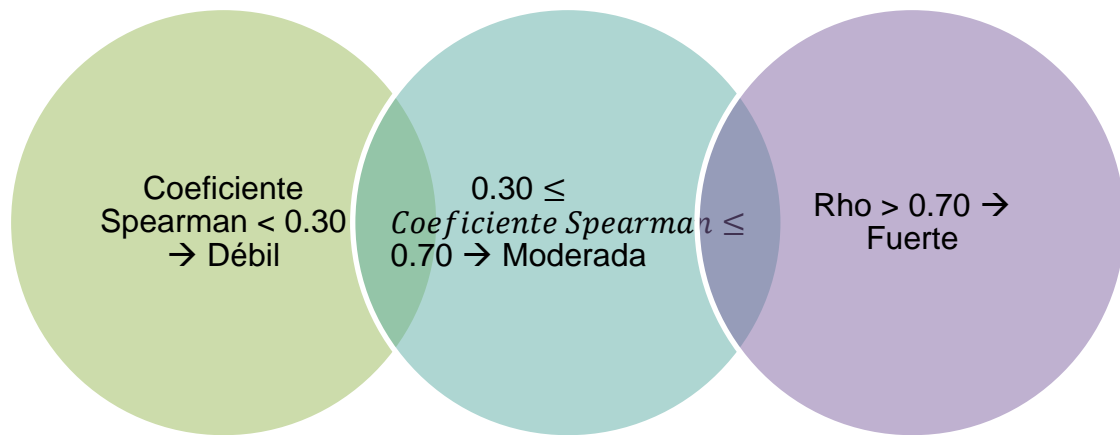 Coeficiente
Spearman < 0.30
→ Débil
0.30 ≤
Coeficiente Spearman ≤
0.70 → Moderada
Rho > 0.70 →
Fuerte